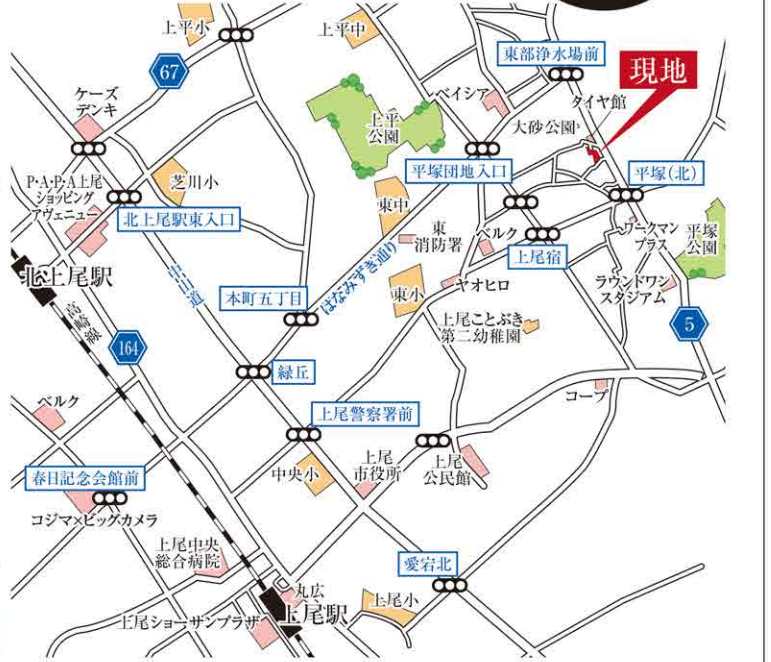 上平小
上平中
東部浄水場前
67
現地
ケーズ
デンキ
ベイシア
タイヤ館
大砂公園
上平
公園
平塚団地入口
平塚(北)
P・A・P・A上尾
ショッピング
アヴェニュー
芝川小
北上尾駅東入口
東中
東
消防署
ベルク
上尾宿
ワークマン
プラス
平塚
公園
北上尾駅
中山道
はなみずき通り
本町五丁目
東小
ヤオヒロ
ラウンドワン
スタジアム
高崎線
164
上尾ことぶき
第二幼稚園
5
緑丘
ベルク
コープ
上尾警察署前
春日記念会館前
中央小
上尾
市役所
上尾
公民館
コジマ×ビッグカメラ
上尾中央
総合病院
愛宕北
丸広
上尾小
上尾駅
上尾ショーサンプラザ